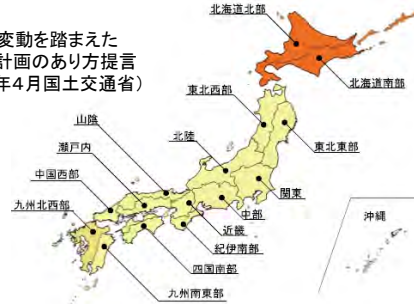 変動を踏まえた
計画のあり方提言
年4月国土交通省）
北海道北部
北海道南部
東北西部
東北東部
北陸
山陰
瀬戸内
中国西部
九州北西部
関東
中部
近畿
紀伊南部
四国南部
九州南東部
沖縄